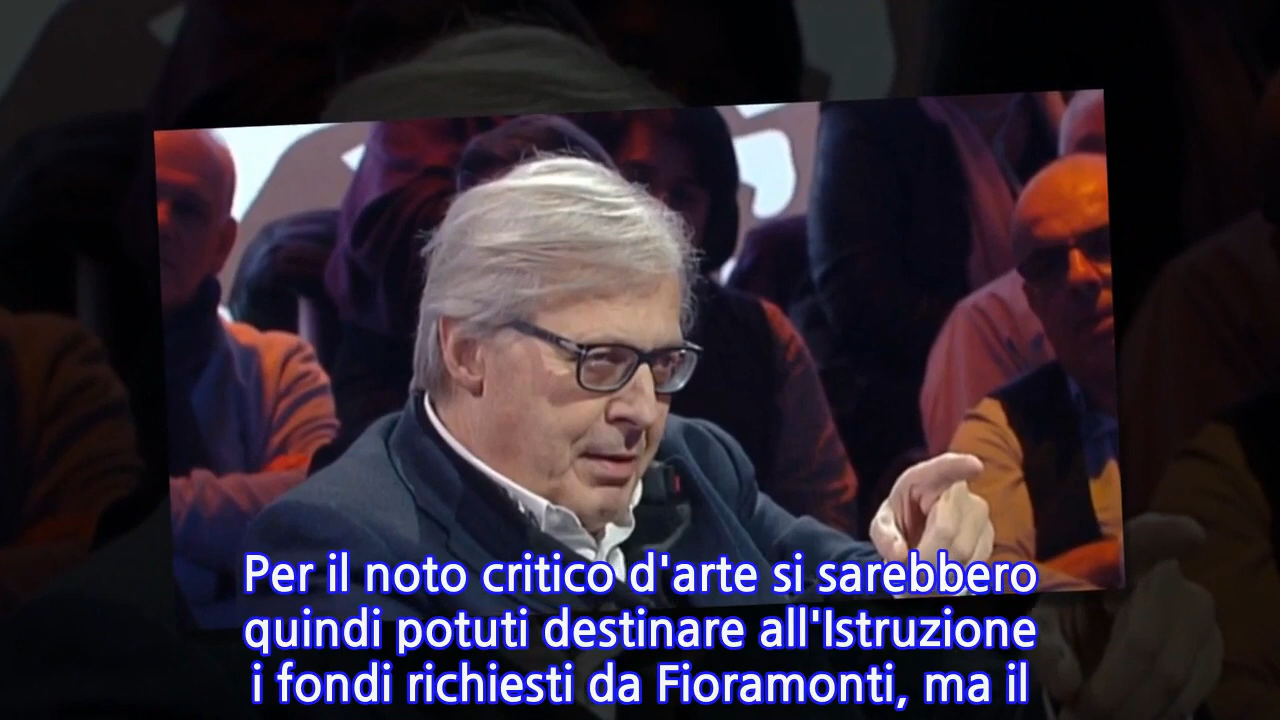 Per il noto critico d'arte si sarebbero
quindi potuti destinare all'Istruzione
i fondi richiesti da Fioramonti, ma il